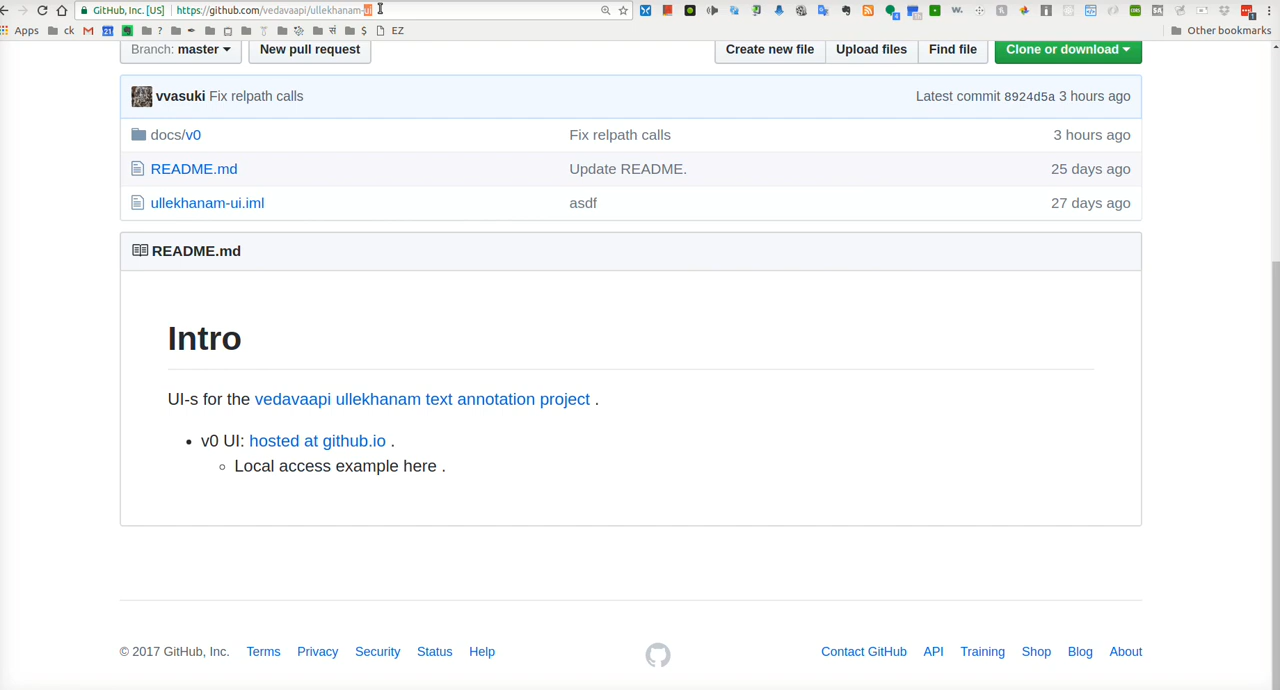 GitHub, Inc. [US] https://github.com/vedavaapi/ullekhanam-ui
Apps ck M 21 ? सं $ EZ Other bookmarks
Branch: master New pull request Create new file Upload files Find file Clone or download
vvasuki Fix relpath calls Latest commit 8924d5a 3 hours ago
docs/v0 Fix relpath calls 3 hours ago
README.md Update README. 25 days ago
ullekhanam-ui.iml asdf 27 days ago
README.md
Intro
UI-s for the vedavaapi ullekhanam text annotation project .
• v0 UI: hosted at github.io .
◦ Local access example here .
© 2017 GitHub, Inc. Terms Privacy Security Status Help Contact GitHub API Training Shop Blog About